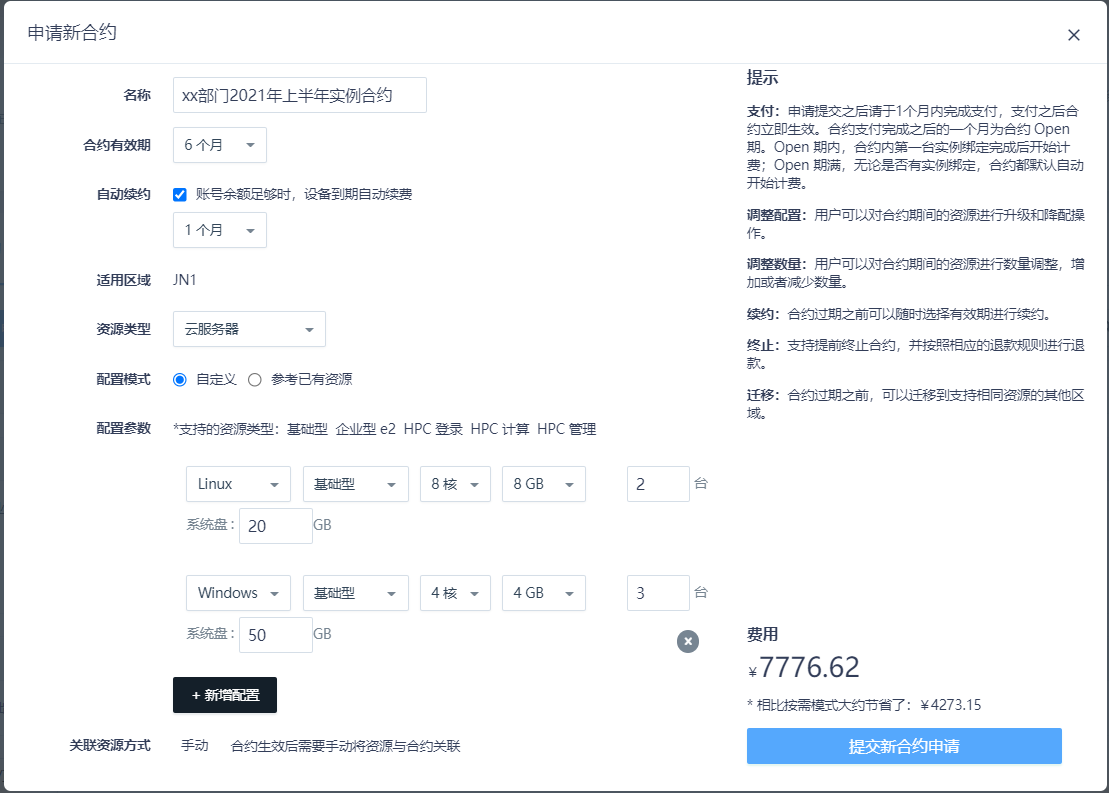 申请新合约
名称 xx部门2021年上半年实例合约
合约有效期 6 个月
自动续约 账号余额足够时，设备到期自动续费
1 个月
适用区域 JN1
资源类型 云服务器
配置模式 自定义 参考已有资源
配置参数 *支持的资源类型：基础型 企业型 e2 HPC 登录 HPC 计算 HPC 管理
Linux 基础型 8 核 8 GB 2 台
系统盘： 20 GB
Windows 基础型 4 核 4 GB 3 台
系统盘： 50 GB
+ 新增配置
关联资源方式 手动 合约生效后需要手动将资源与合约关联
提示
支付：申请提交之后请于1个月内完成支付，支付之后合
约立即生效。合约支付完成之后的一个月为合约 Open
期。Open 期内，合约内第一台实例绑定完成后开始计
费；Open 期满，无论是否有实例绑定，合约都默认自动
开始计费。
调整配置：用户可以对合约期间的资源进行升级和降配操
作。
调整数量：用户可以对合约期间的资源进行数量调整，增
加或者减少数量。
续约：合约过期之前可以随时选择有效期进行续约。
终止：支持提前终止合约，并按照相应的退款规则进行退
款。
迁移：合约过期之前，可以迁移到支持相同资源的其他区
域。
费用
¥7776.62
* 相比按需模式大约节省了：¥4273.15
提交新合约申请